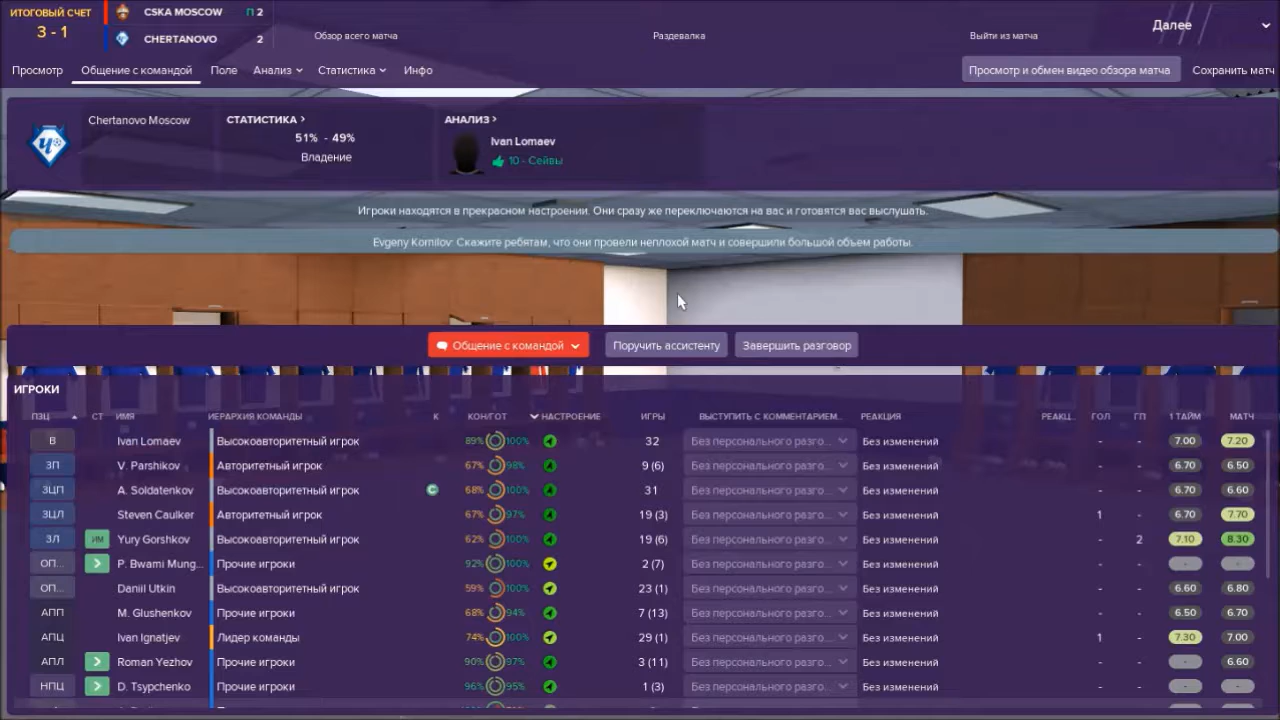 ИТОГОВЫЙ СЧЕТ
3 - 1
CSKA MOSCOW П 2
CHERTANOVO 2
Обзор всего матча
Раздевалка
Выйти из матча
Далее
Просмотр Общение с командой Поле Анализ Статистика Инфо
Просмотр и обмен видео обзора матча
Сохранить матч
Chertanovo Moscow
СТАТИСТИКА
51% - 49%
Владение
АНАЛИЗ
Ivan Lomaev
10 - Сейвы
Игроки находятся в прекрасном настроении. Они сразу же переключаются на вас и готовятся вас выслушать.
Evgeny Kornilov: Скажите ребятам, что они провели неплохой матч и совершили большой объем работы.
Общение с командой
Поручить ассистенту
Завершить разговор
ИГРОКИ
ПЗЦ СТ ИМЯ ИЕРАРХИЯ КОМАНДЫ К КОН/ГОТ НАСТРОЕНИЕ ИГРЫ ВЫСТУПИТЬ С КОММЕНТАРИЕМ... РЕАКЦИЯ РЕАКЦ... ГОЛ ГП 1 ТАЙМ МАТЧ
В Ivan Lomaev Высокоавторитетный игрок 89% 100% 32 Без персонального разго... Без изменений - - 7.00 7.20
ЗП V. Parshikov Авторитетный игрок 67% 98% 9 (6) Без персонального разго... Без изменений - - 6.70 6.50
ЗЦП A. Soldatenkov Высокоавторитетный игрок C 68% 100% 31 Без персонального разго... Без изменений - - 6.70 6.60
ЗЦЛ Steven Caulker Авторитетный игрок 67% 97% 19 (3) Без персонального разго... Без изменений 1 - 6.70 7.70
ЗЛ ИМ Yury Gorshkov Высокоавторитетный игрок 62% 100% 19 (6) Без персонального разго... Без изменений - 2 7.10 8.30
ОП... P. Bwami Mung... Прочие игроки 92% 100% 2 (7) Без персонального разго... Без изменений - - - -
ОП... Daniil Utkin Высокоавторитетный игрок 59% 100% 23 (1) Без персонального разго... Без изменений - - 6.60 6.80
АПП M. Glushenkov Прочие игроки 68% 94% 7 (13) Без персонального разго... Без изменений - - 6.50 6.70
АПЦ Ivan Ignatjev Лидер команды 74% 100% 29 (1) Без персонального разго... Без изменений 1 - 7.30 7.00
АПЛ Roman Yezhov Прочие игроки 90% 97% 3 (11) Без персонального разго... Без изменений - - - 6.60
НПЦ D. Tsypchenko Прочие игроки 96% 95% 1 (3) Без персонального разго... Без изменений - - - -